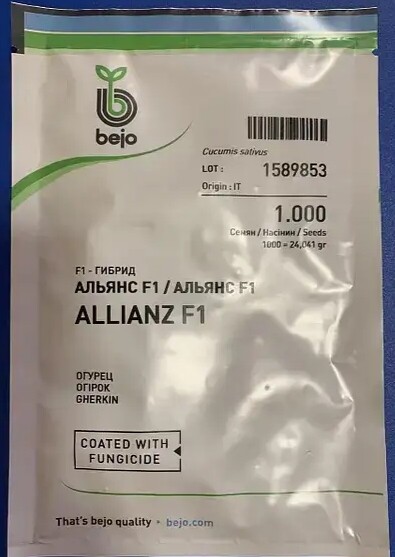 bejo
Cucumis sativus
LOT : 1589853
Origin : IT
1.000
Семян / Насінин / Seeds
1000 = 24,041 gr
F1 - ГИБРИД
АЛЬЯНС F1 / АЛЬЯНС F1
ALLIANZ F1
ОГУРЕЦ
ОГІРОК
GHERKIN
COATED WITH
FUNGICIDE
That's bejo quality • bejo.com